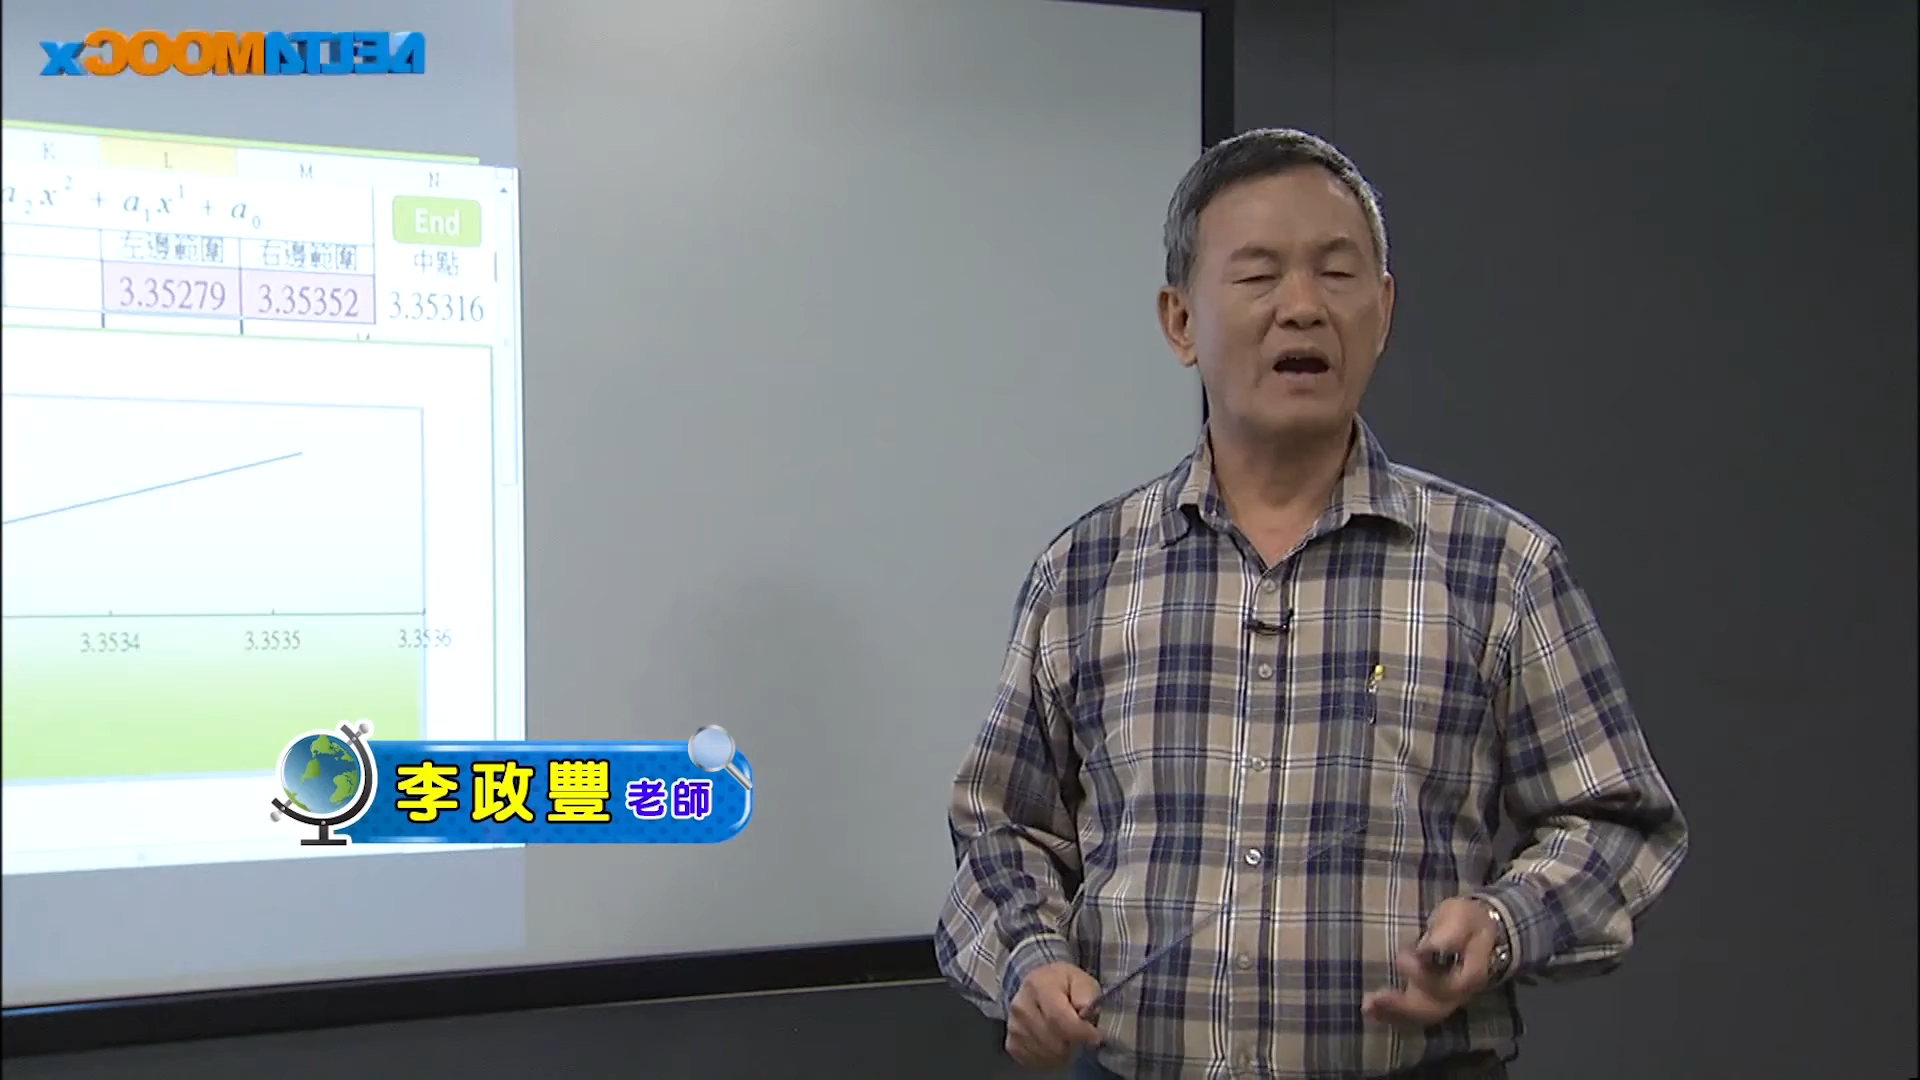 DELTAMOOCx
K L M N
a₂x² + a₁x¹ + a₀
End
左邊範圍 右邊範圍 中點
3.35279 3.35352 3.35316
3.3534 3.3535 3.3536
李政豐 老師